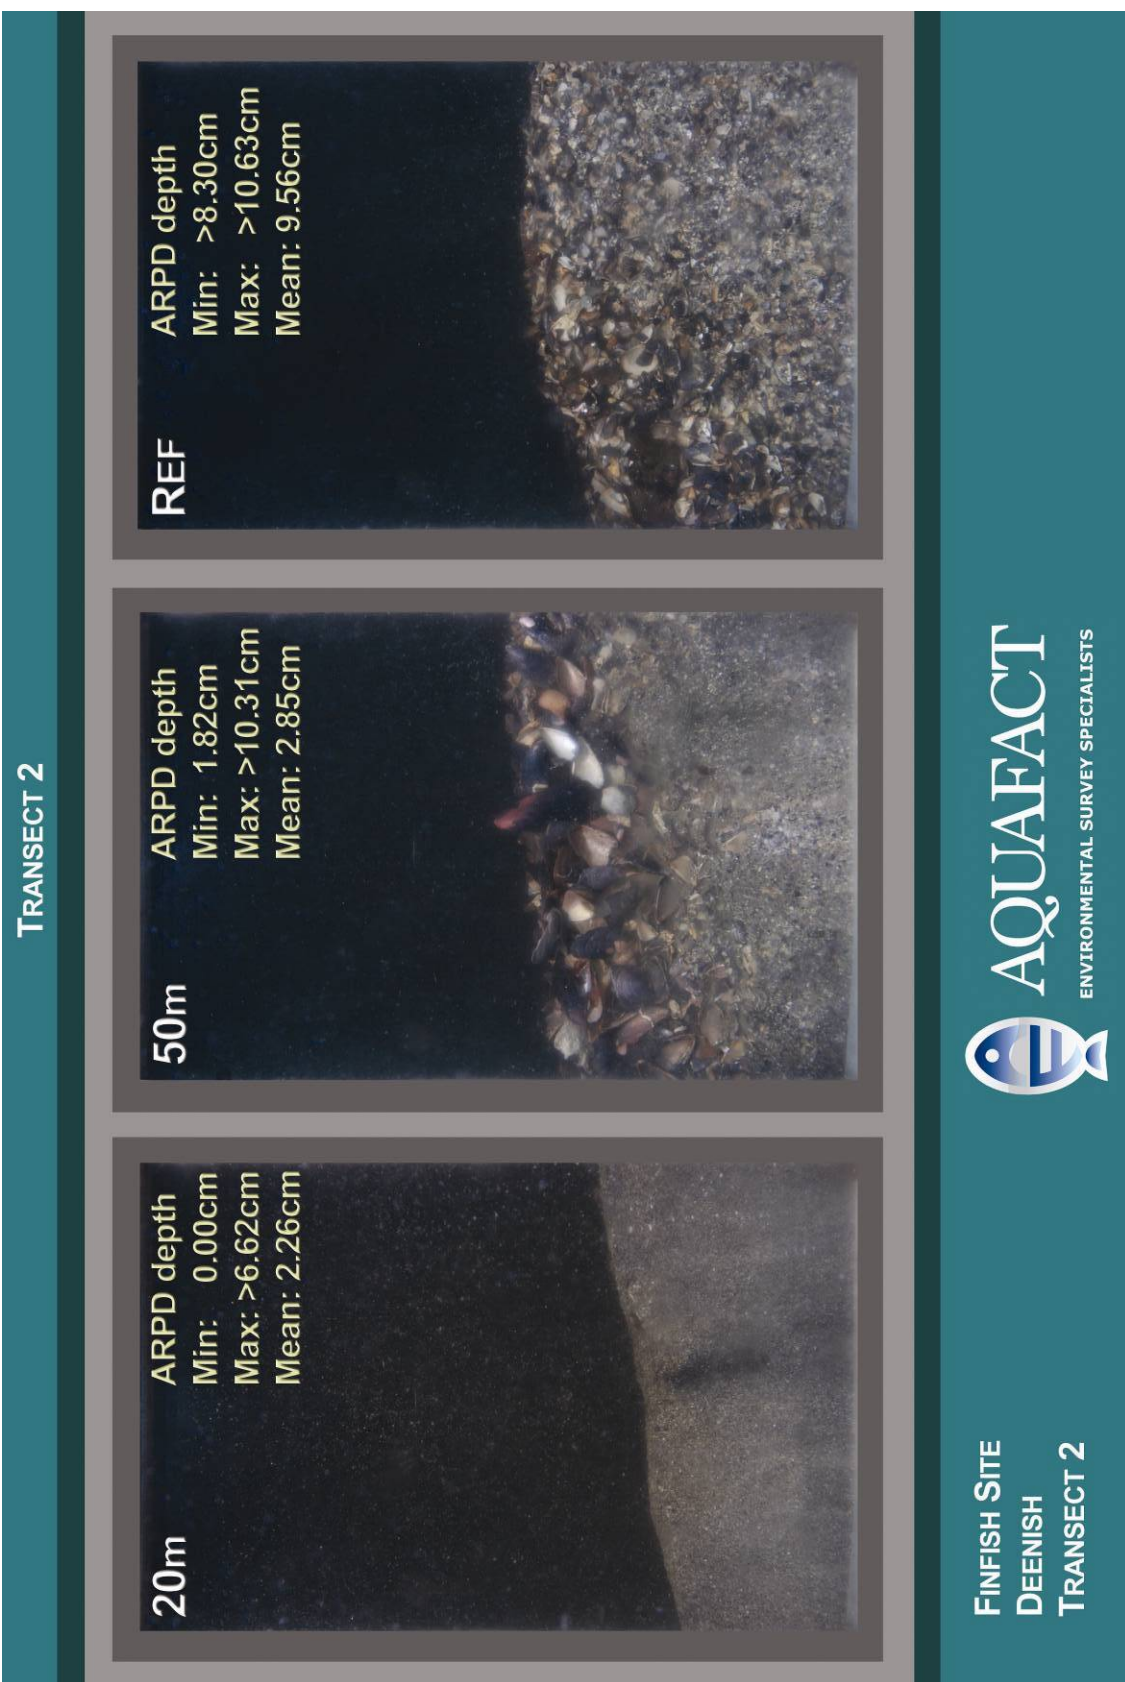 TRANSECT 2
20m
ARPD depth
Min: 0.00cm
Max: >6.62cm
Mean: 2.26cm
50m
ARPD depth
Min: 1.82cm
Max: >10.31cm
Mean: 2.85cm
REF
ARPD depth
Min: >8.30cm
Max: >10.63cm
Mean: 9.56cm
FINFISH SITE
DEENISH
TRANSECT 2
AQUAFACT
ENVIRONMENTAL SURVEY SPECIALISTS